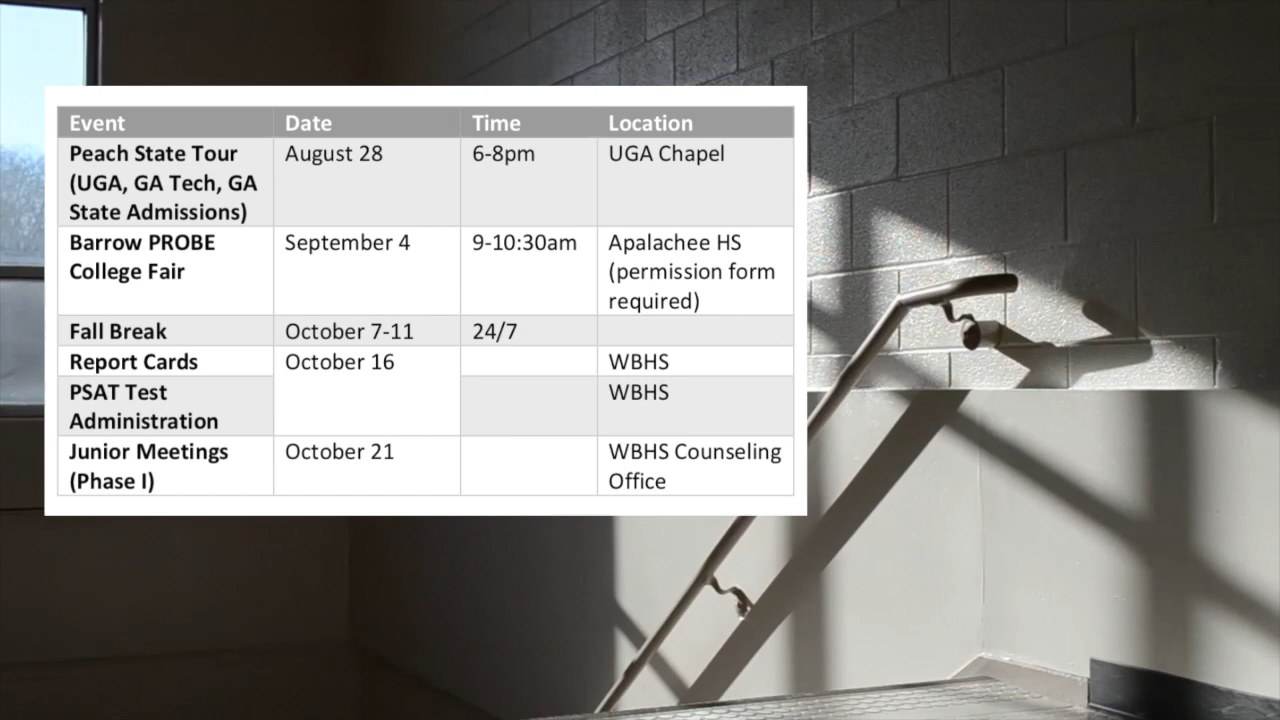 Event Date Time Location
Peach State Tour August 28 6-8pm UGA Chapel
(UGA, GA Tech, GA
State Admissions)
Barrow PROBE September 4 9-10:30am Apalachee HS
College Fair (permission form
required)
Fall Break October 7-11 24/7
Report Cards October 16 WBHS
PSAT Test WBHS
Administration
Junior Meetings October 21 WBHS Counseling
(Phase I) Office